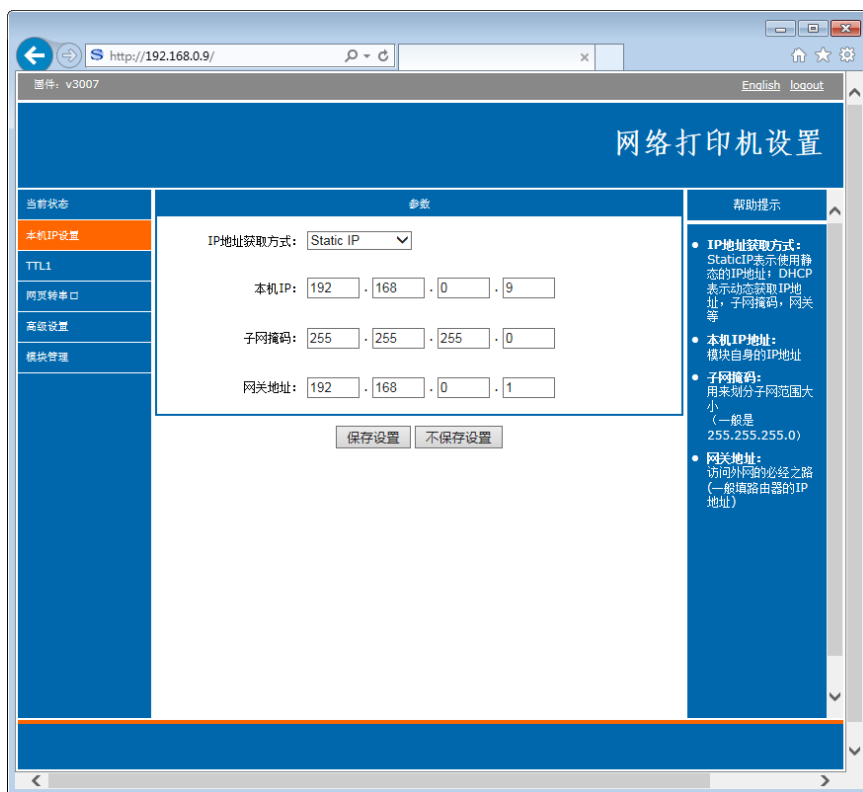 http://192.168.0.9/
固件：v3007
English logout
网络打印机设置
当前状态
本机IP设置
TTL1
网页转串口
高级设置
模块管理
参数
IP地址获取方式： Static IP
本机IP： 192 . 168 . 0 . 9
子网掩码： 255 . 255 . 255 . 0
网关地址： 192 . 168 . 0 . 1
保存设置 不保存设置
帮助提示
IP地址获取方式：
StaticIP表示使用静
态的IP地址；DHCP
表示动态获取IP地
址，子网掩码，网关
等
本机IP地址：
模块自身的IP地址
子网掩码：
用来划分子网范围大
小
（一般是
255.255.255.0）
网关地址：
访问外网的必经之路
(一般填路由器的IP
地址)